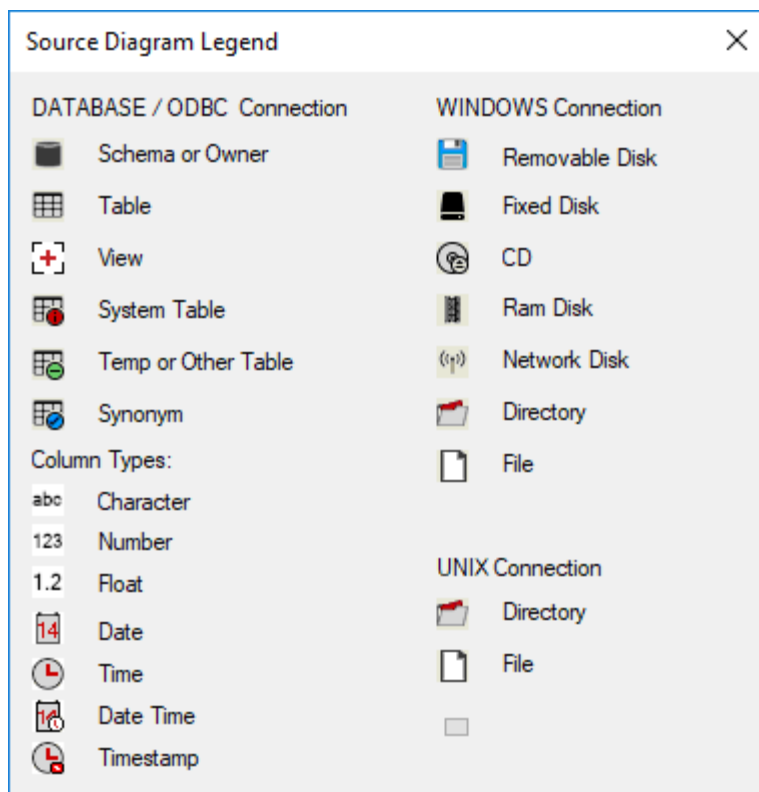 Source Diagram Legend
DATABASE / ODBC Connection
Schema or Owner
Table
View
System Table
Temp or Other Table
Synonym
Column Types:
abc Character
123 Number
1.2 Float
14 Date
Time
14 Date Time
Timestamp
WINDOWS Connection
Removable Disk
Fixed Disk
CD
Ram Disk
Network Disk
Directory
File
UNIX Connection
Directory
File